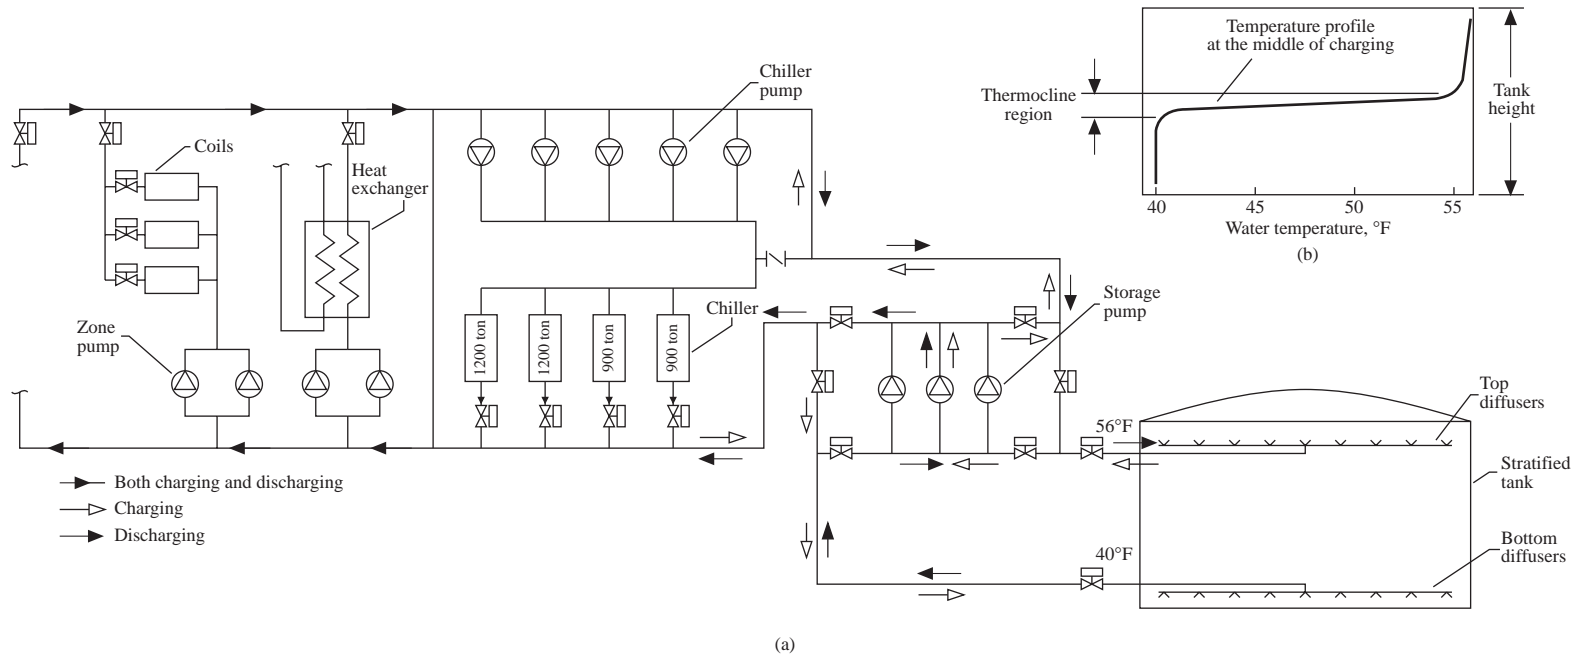 Chiller
pump
Coils
Heat
exchanger
Zone
pump
1200 ton
1200 ton
900 ton
900 ton
Chiller
Storage
pump
56°F
40°F
Top
diffusers
Stratified
tank
Bottom
diffusers
Both charging and discharging
Charging
Discharging
(a)
Temperature profile
at the middle of charging
Thermocline
region
Tank
height
40 45 50 55
Water temperature, °F
(b)